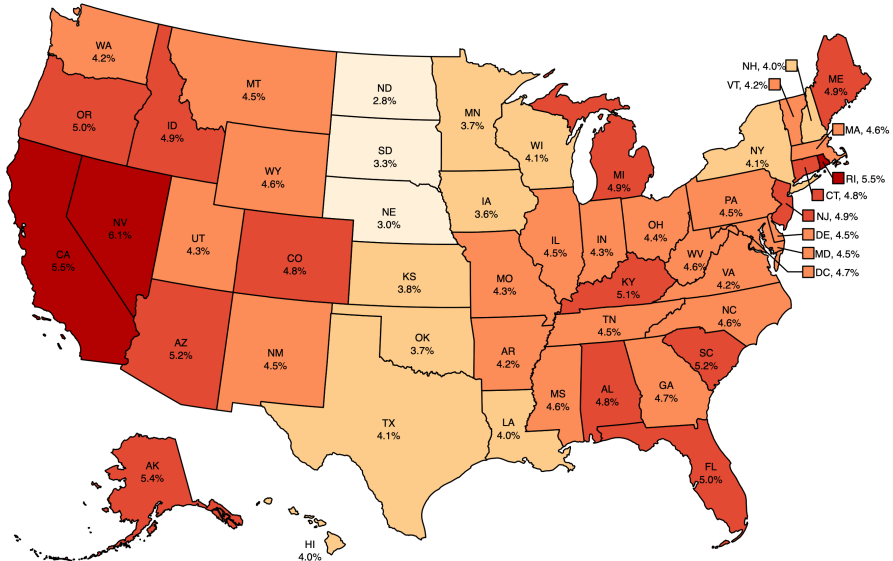 WA
4.2%
OR
5.0%
CA
5.5%
NV
6.1%
ID
4.9%
MT
4.5%
WY
4.6%
UT
4.3%
CO
4.8%
AZ
5.2%
NM
4.5%
ND
2.8%
SD
3.3%
NE
3.0%
KS
3.8%
OK
3.7%
TX
4.1%
MN
3.7%
IA
3.6%
MO
4.3%
AR
4.2%
LA
4.0%
WI
4.1%
IL
4.5%
MI
4.9%
IN
4.3%
OH
4.4%
KY
5.1%
TN
4.5%
MS
4.6%
AL
4.8%
GA
4.7%
FL
5.0%
SC
5.2%
NC
4.6%
VA
4.2%
WV
4.6%
PA
4.5%
NY
4.1%
ME
4.9%
NH, 4.0%
VT, 4.2%
MA, 4.6%
RI, 5.5%
CT, 4.8%
NJ, 4.9%
DE, 4.5%
MD, 4.5%
DC, 4.7%
AK
5.4%
HI
4.0%